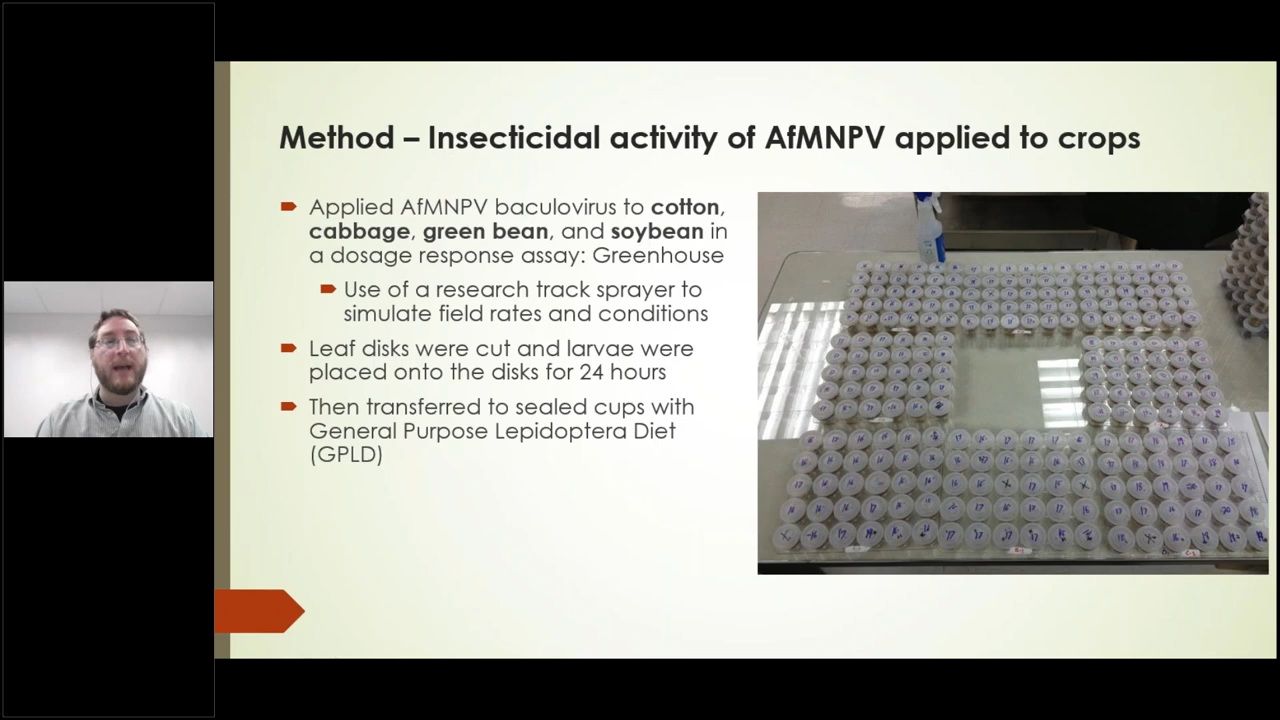 Method – Insecticidal activity of AfMNPV applied to crops
Applied AfMNPV baculovirus to cotton,
cabbage, green bean, and soybean in
a dosage response assay: Greenhouse
Use of a research track sprayer to
simulate field rates and conditions
Leaf disks were cut and larvae were
placed onto the disks for 24 hours
Then transferred to sealed cups with
General Purpose Lepidoptera Diet
(GPLD)